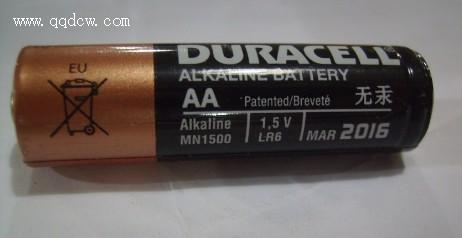 www.qqdcw.com
DURACELL
ALKALINE BATTERY
EU
AA Patented/Breveté 无汞
Alkaline 1,5 V
MN1500 LR6 MAR 2016